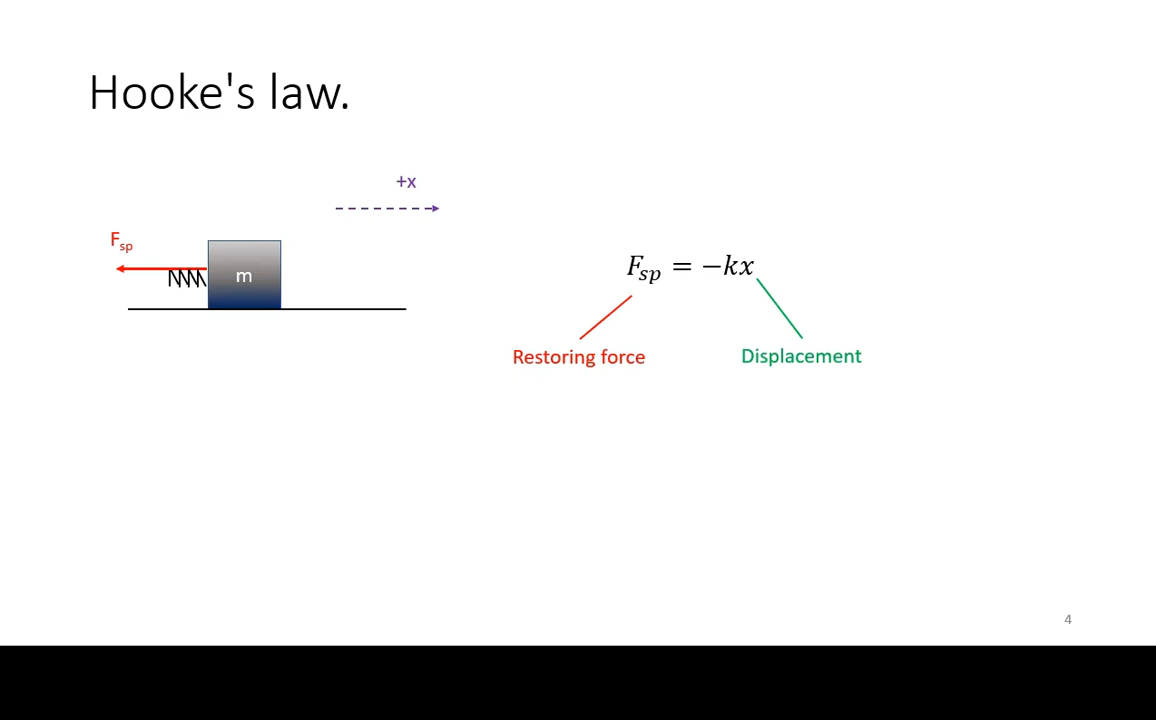 Hooke's law.
+x
F_sp
m
F_sp = −kx
Restoring force
Displacement
4